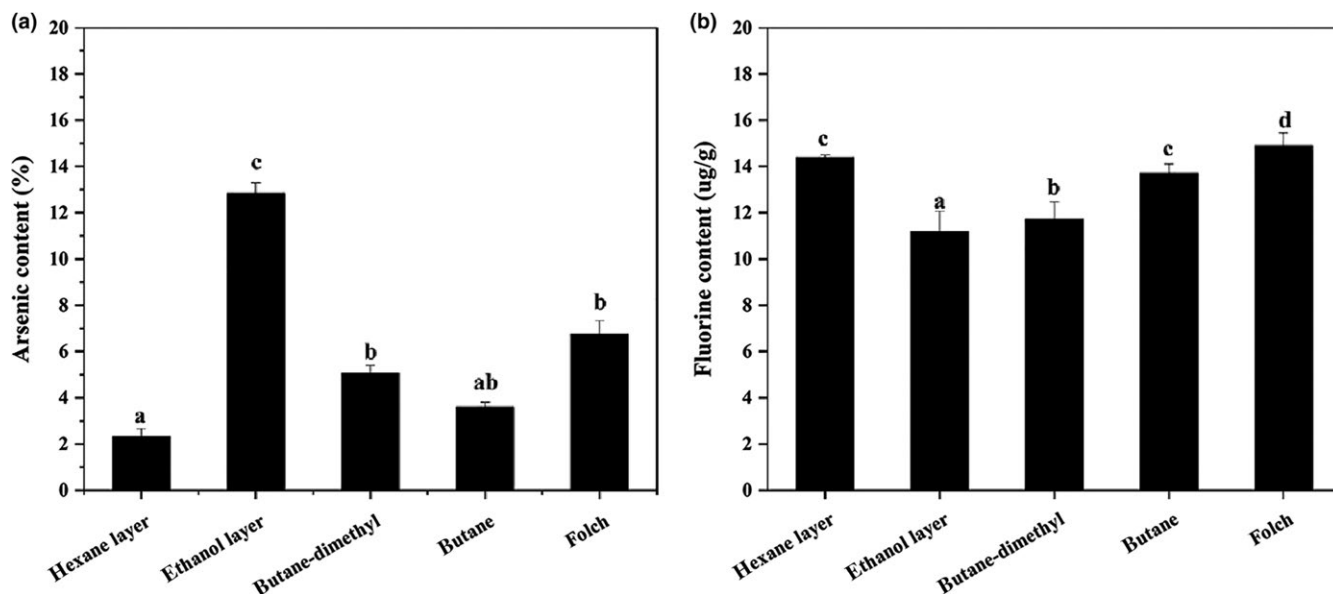 (a)
20
18
16
14
12
10
8
6
4
2
0
Arsenic content (%)
a
c
b
ab
b
Hexane layer
Ethanol layer
Butane-dimethyl
Butane
Folch
(b)
20
18
16
14
12
10
8
6
4
2
0
Fluorine content (ug/g)
c
a
b
c
d
Hexane layer
Ethanol layer
Butane-dimethyl
Butane
Folch